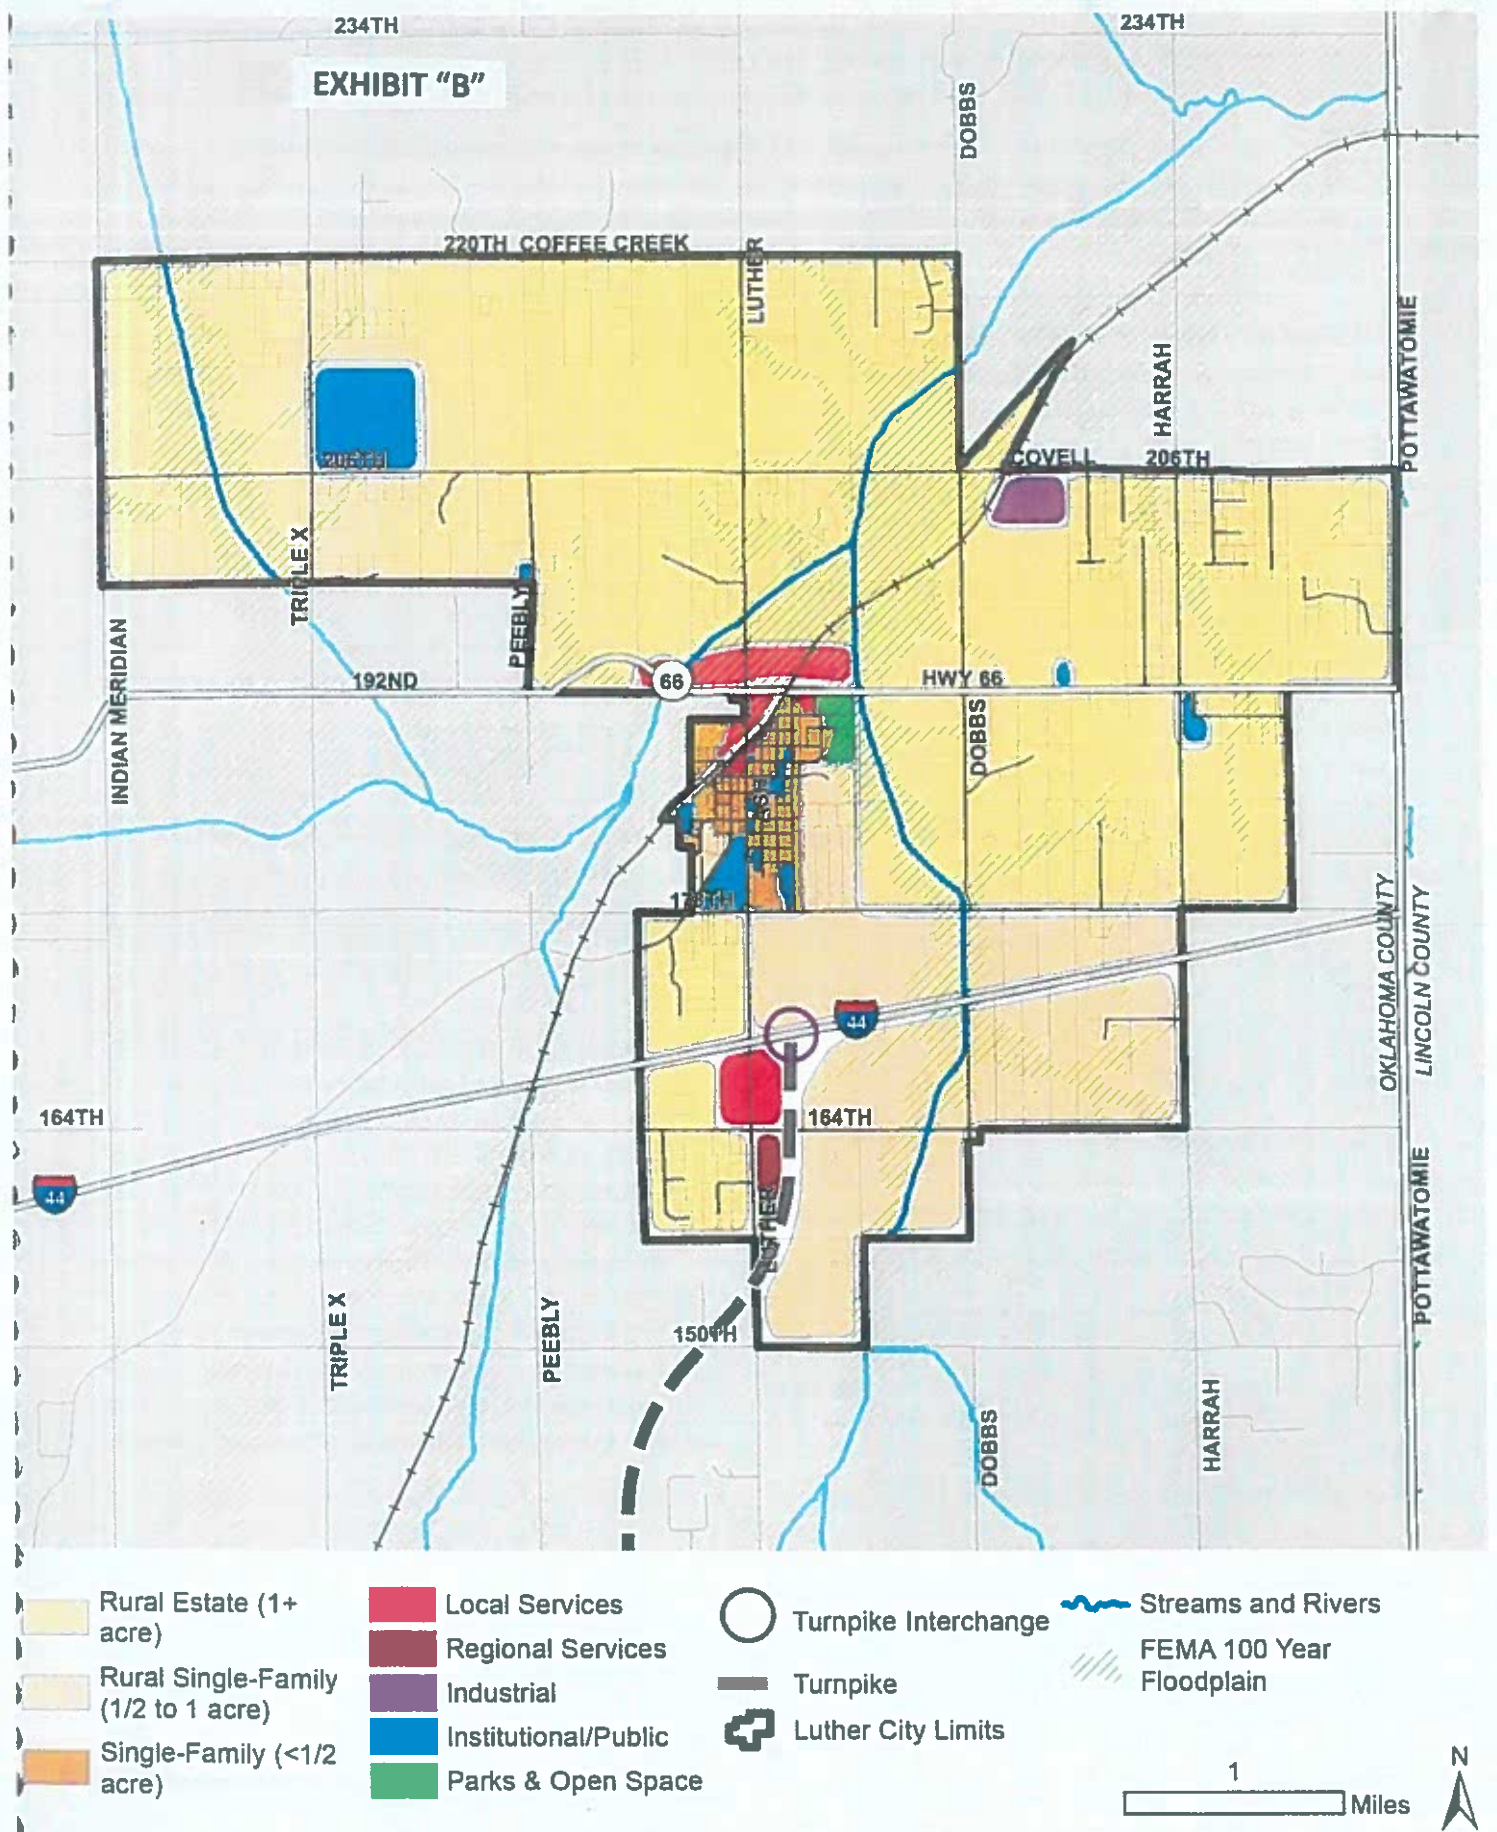 234TH
234TH
EXHIBIT "B"
DOBBS
220TH COFFEE CREEK
LUTHER
HARRAH
POTTAWATOMIE
206TH
COVELL
206TH
TRIPLE X
PEEBLY
INDIAN MERIDIAN
192ND
66
HWY 66
DOBBS
ASH
178TH
OKLAHOMA COUNTY
LINCOLN COUNTY
44
164TH
164TH
44
LUTHER
POTTAWATOMIE
TRIPLE X
PEEBLY
150TH
DOBBS
HARRAH
Rural Estate (1+
acre)
Rural Single-Family
(1/2 to 1 acre)
Single-Family (<1/2
acre)
Local Services
Regional Services
Industrial
Institutional/Public
Parks & Open Space
Turnpike Interchange
Turnpike
Luther City Limits
Streams and Rivers
FEMA 100 Year
Floodplain
1
Miles
N